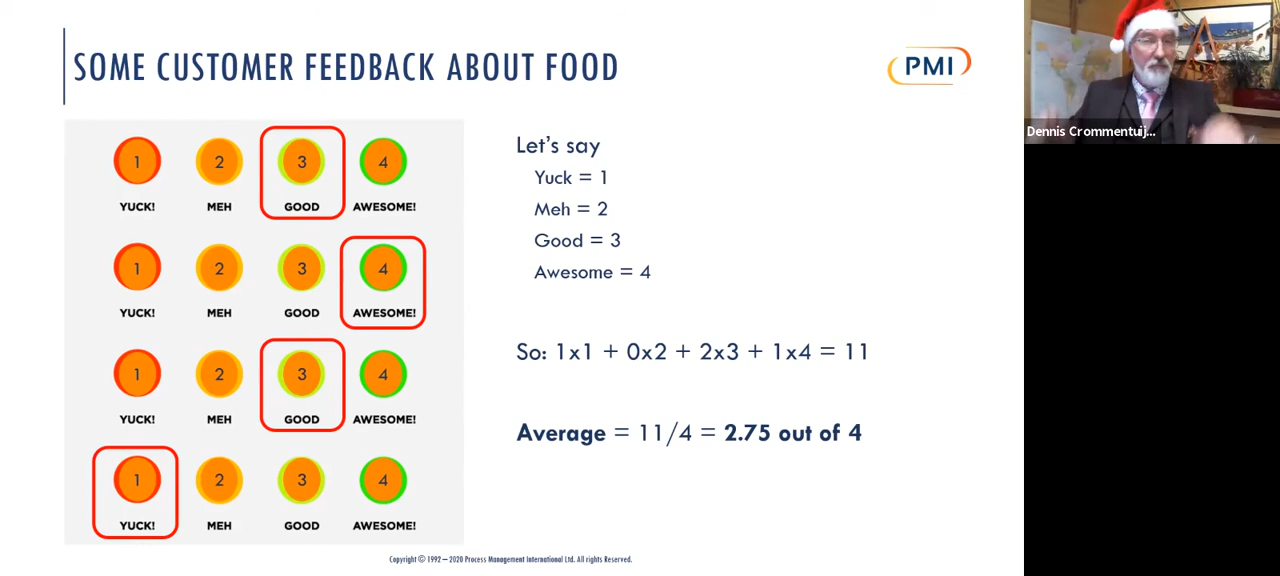 SOME CUSTOMER FEEDBACK ABOUT FOOD
PMI
1 2 3 4
YUCK! MEH GOOD AWESOME!
1 2 3 4
YUCK! MEH GOOD AWESOME!
1 2 3 4
YUCK! MEH GOOD AWESOME!
1 2 3 4
YUCK! MEH GOOD AWESOME!
Let's say
Yuck = 1
Meh = 2
Good = 3
Awesome = 4
So: 1x1 + 0x2 + 2x3 + 1x4 = 11
Average = 11/4 = 2.75 out of 4
Copyright © 1992 – 2020 Process Management International Ltd. All rights Reserved.
Dennis Crommentuij...